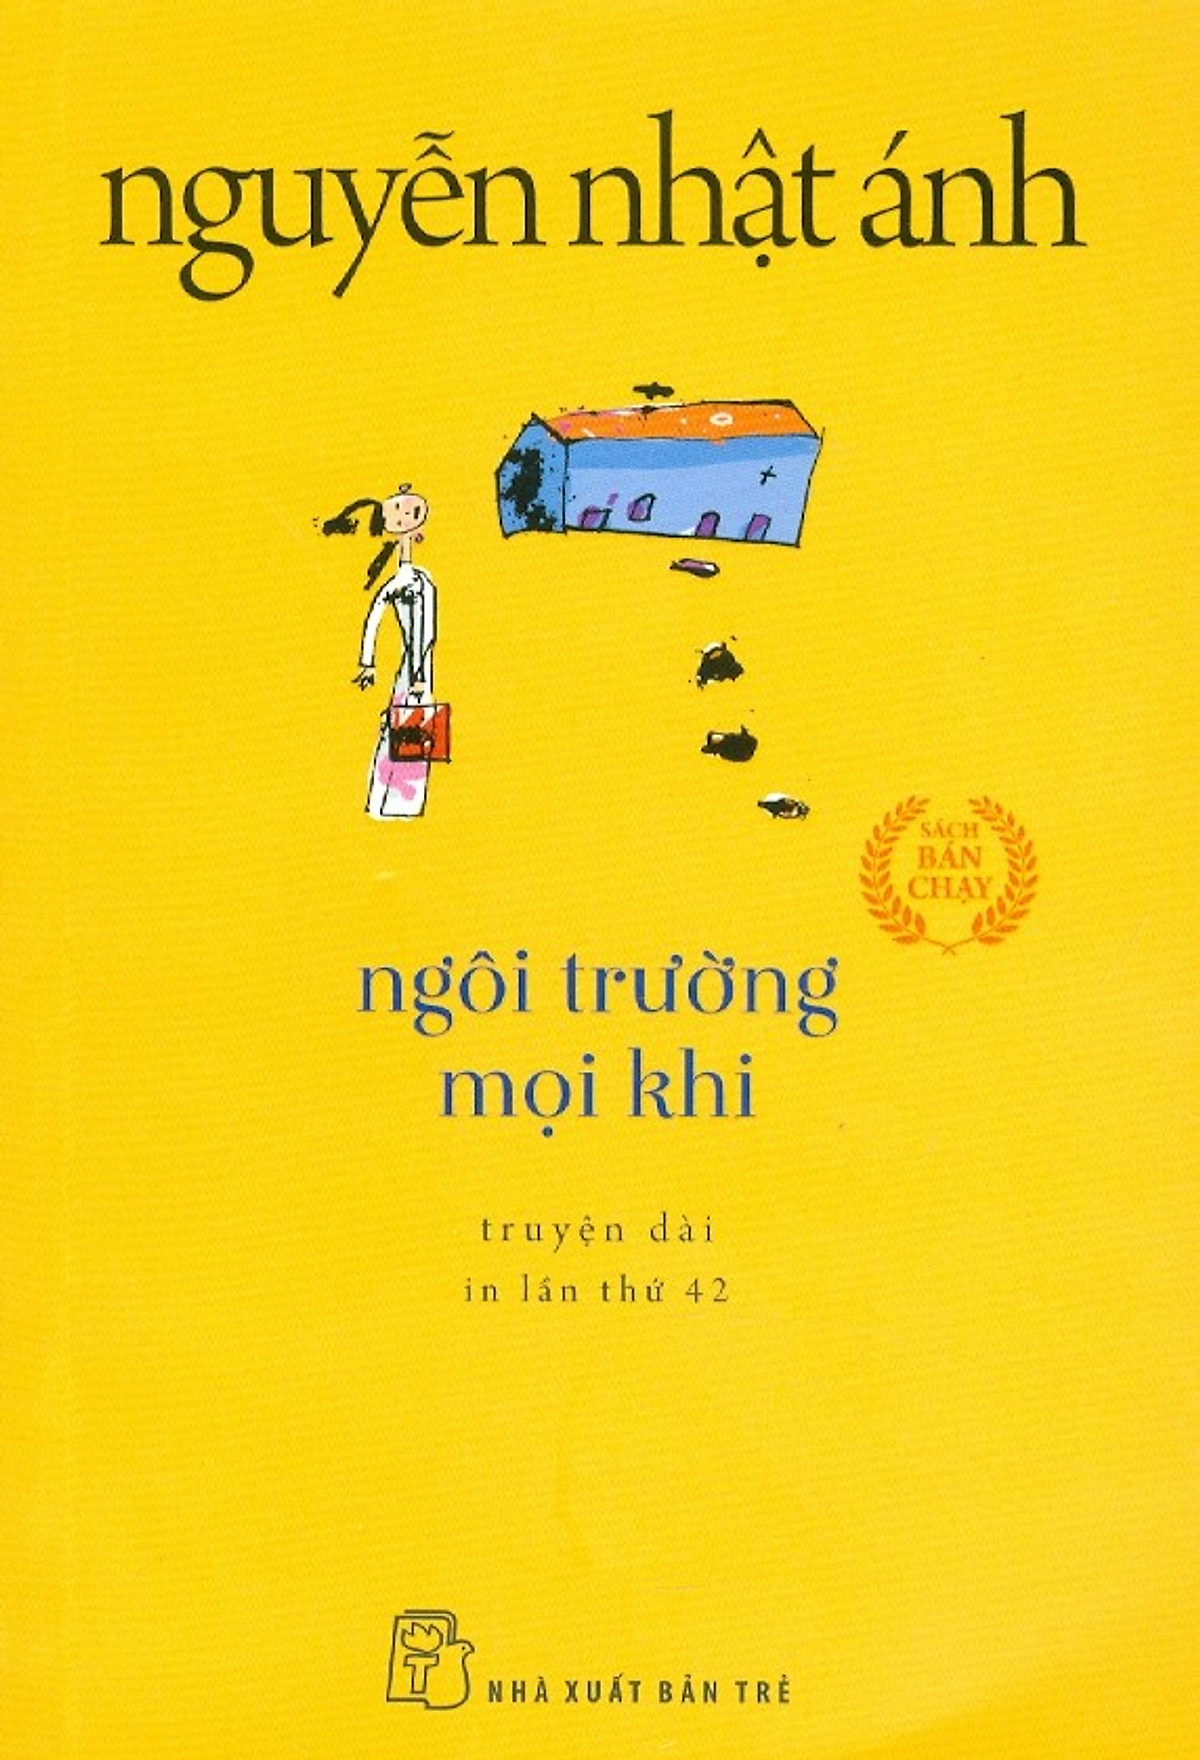 nguyễn nhật ánh
SÁCH
BÁN
CHẠY
ngôi trường
mọi khi
truyện dài
in lần thứ 42
T
NHÀ XUẤT BẢN TRẺ